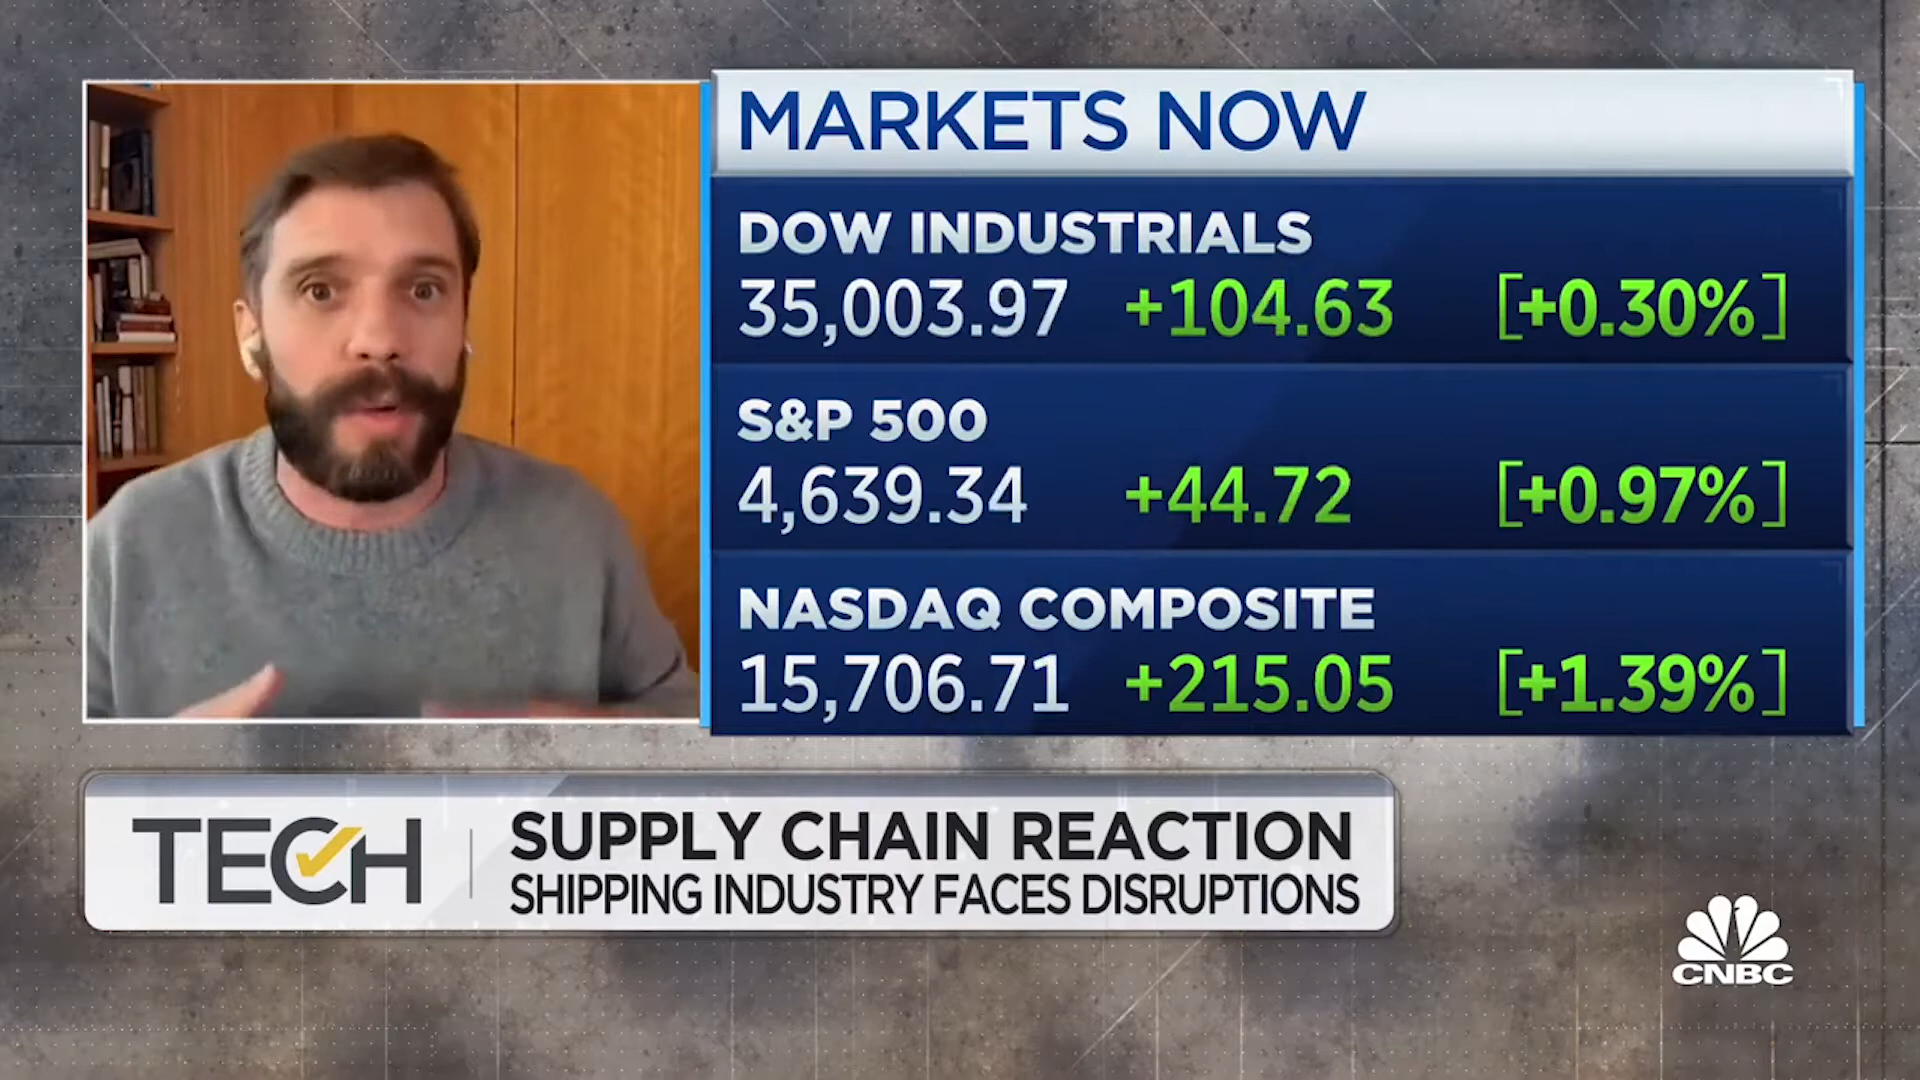 MARKETS NOW
DOW INDUSTRIALS
35,003.97 +104.63 [+0.30%]
S&P 500
4,639.34 +44.72 [+0.97%]
NASDAQ COMPOSITE
15,706.71 +215.05 [+1.39%]
TECH
SUPPLY CHAIN REACTION
SHIPPING INDUSTRY FACES DISRUPTIONS
CNBC